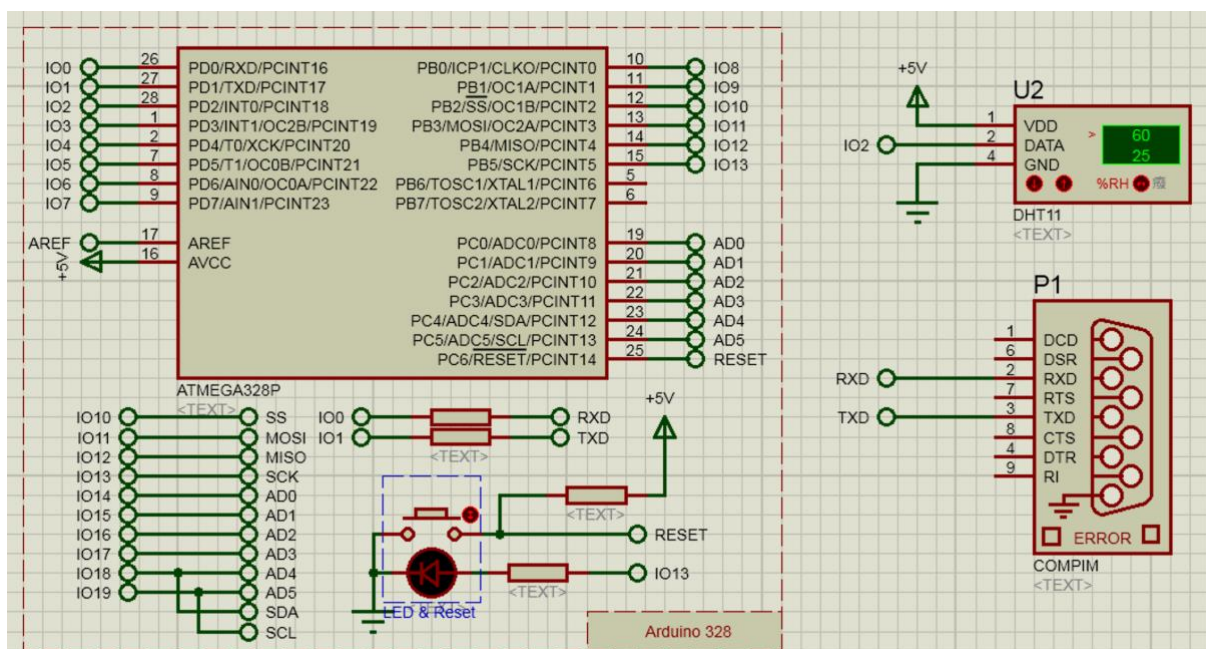 IO0 26 PD0/RXD/PCINT16 PB0/ICP1/CLKO/PCINT0 10 IO8
IO1 27 PD1/TXD/PCINT17 PB1/OC1A/PCINT1 11 IO9
IO2 28 PD2/INT0/PCINT18 PB2/SS/OC1B/PCINT2 12 IO10
IO3 1 PD3/INT1/OC2B/PCINT19 PB3/MOSI/OC2A/PCINT3 13 IO11
IO4 2 PD4/T0/XCK/PCINT20 PB4/MISO/PCINT4 14 IO12
IO5 7 PD5/T1/OC0B/PCINT21 PB5/SCK/PCINT5 15 IO13
IO6 8 PD6/AIN0/OC0A/PCINT22 PB6/TOSC1/XTAL1/PCINT6 5
IO7 9 PD7/AIN1/PCINT23 PB7/TOSC2/XTAL2/PCINT7 6
AREF 17 AREF PC0/ADC0/PCINT8 19 AD0
+5V 16 AVCC PC1/ADC1/PCINT9 20 AD1
PC2/ADC2/PCINT10 21 AD2
PC3/ADC3/PCINT11 22 AD3
PC4/ADC4/SDA/PCINT12 23 AD4
PC5/ADC5/SCL/PCINT13 24 AD5
PC6/RESET/PCINT14 25 RESET
ATMEGA328P
<TEXT>
IO10 SS
IO11 MOSI
IO12 MISO
IO13 SCK
IO14 AD0
IO15 AD1
IO16 AD2
IO17 AD3
IO18 AD4
IO19 AD5
SDA
SCL
IO0 RXD
IO1 TXD
<TEXT>
+5V
<TEXT>
RESET
IO13
<TEXT>
<TEXT>
LED & Reset
Arduino 328
+5V
U2
1 VDD
IO2 2 DATA
4 GND
> 60
25
%RH
DHT11
<TEXT>
P1
1 DCD
6 DSR
RXD 2 RXD
7 RTS
TXD 3 TXD
8 CTS
4 DTR
9 RI
ERROR
COMPIM
<TEXT>